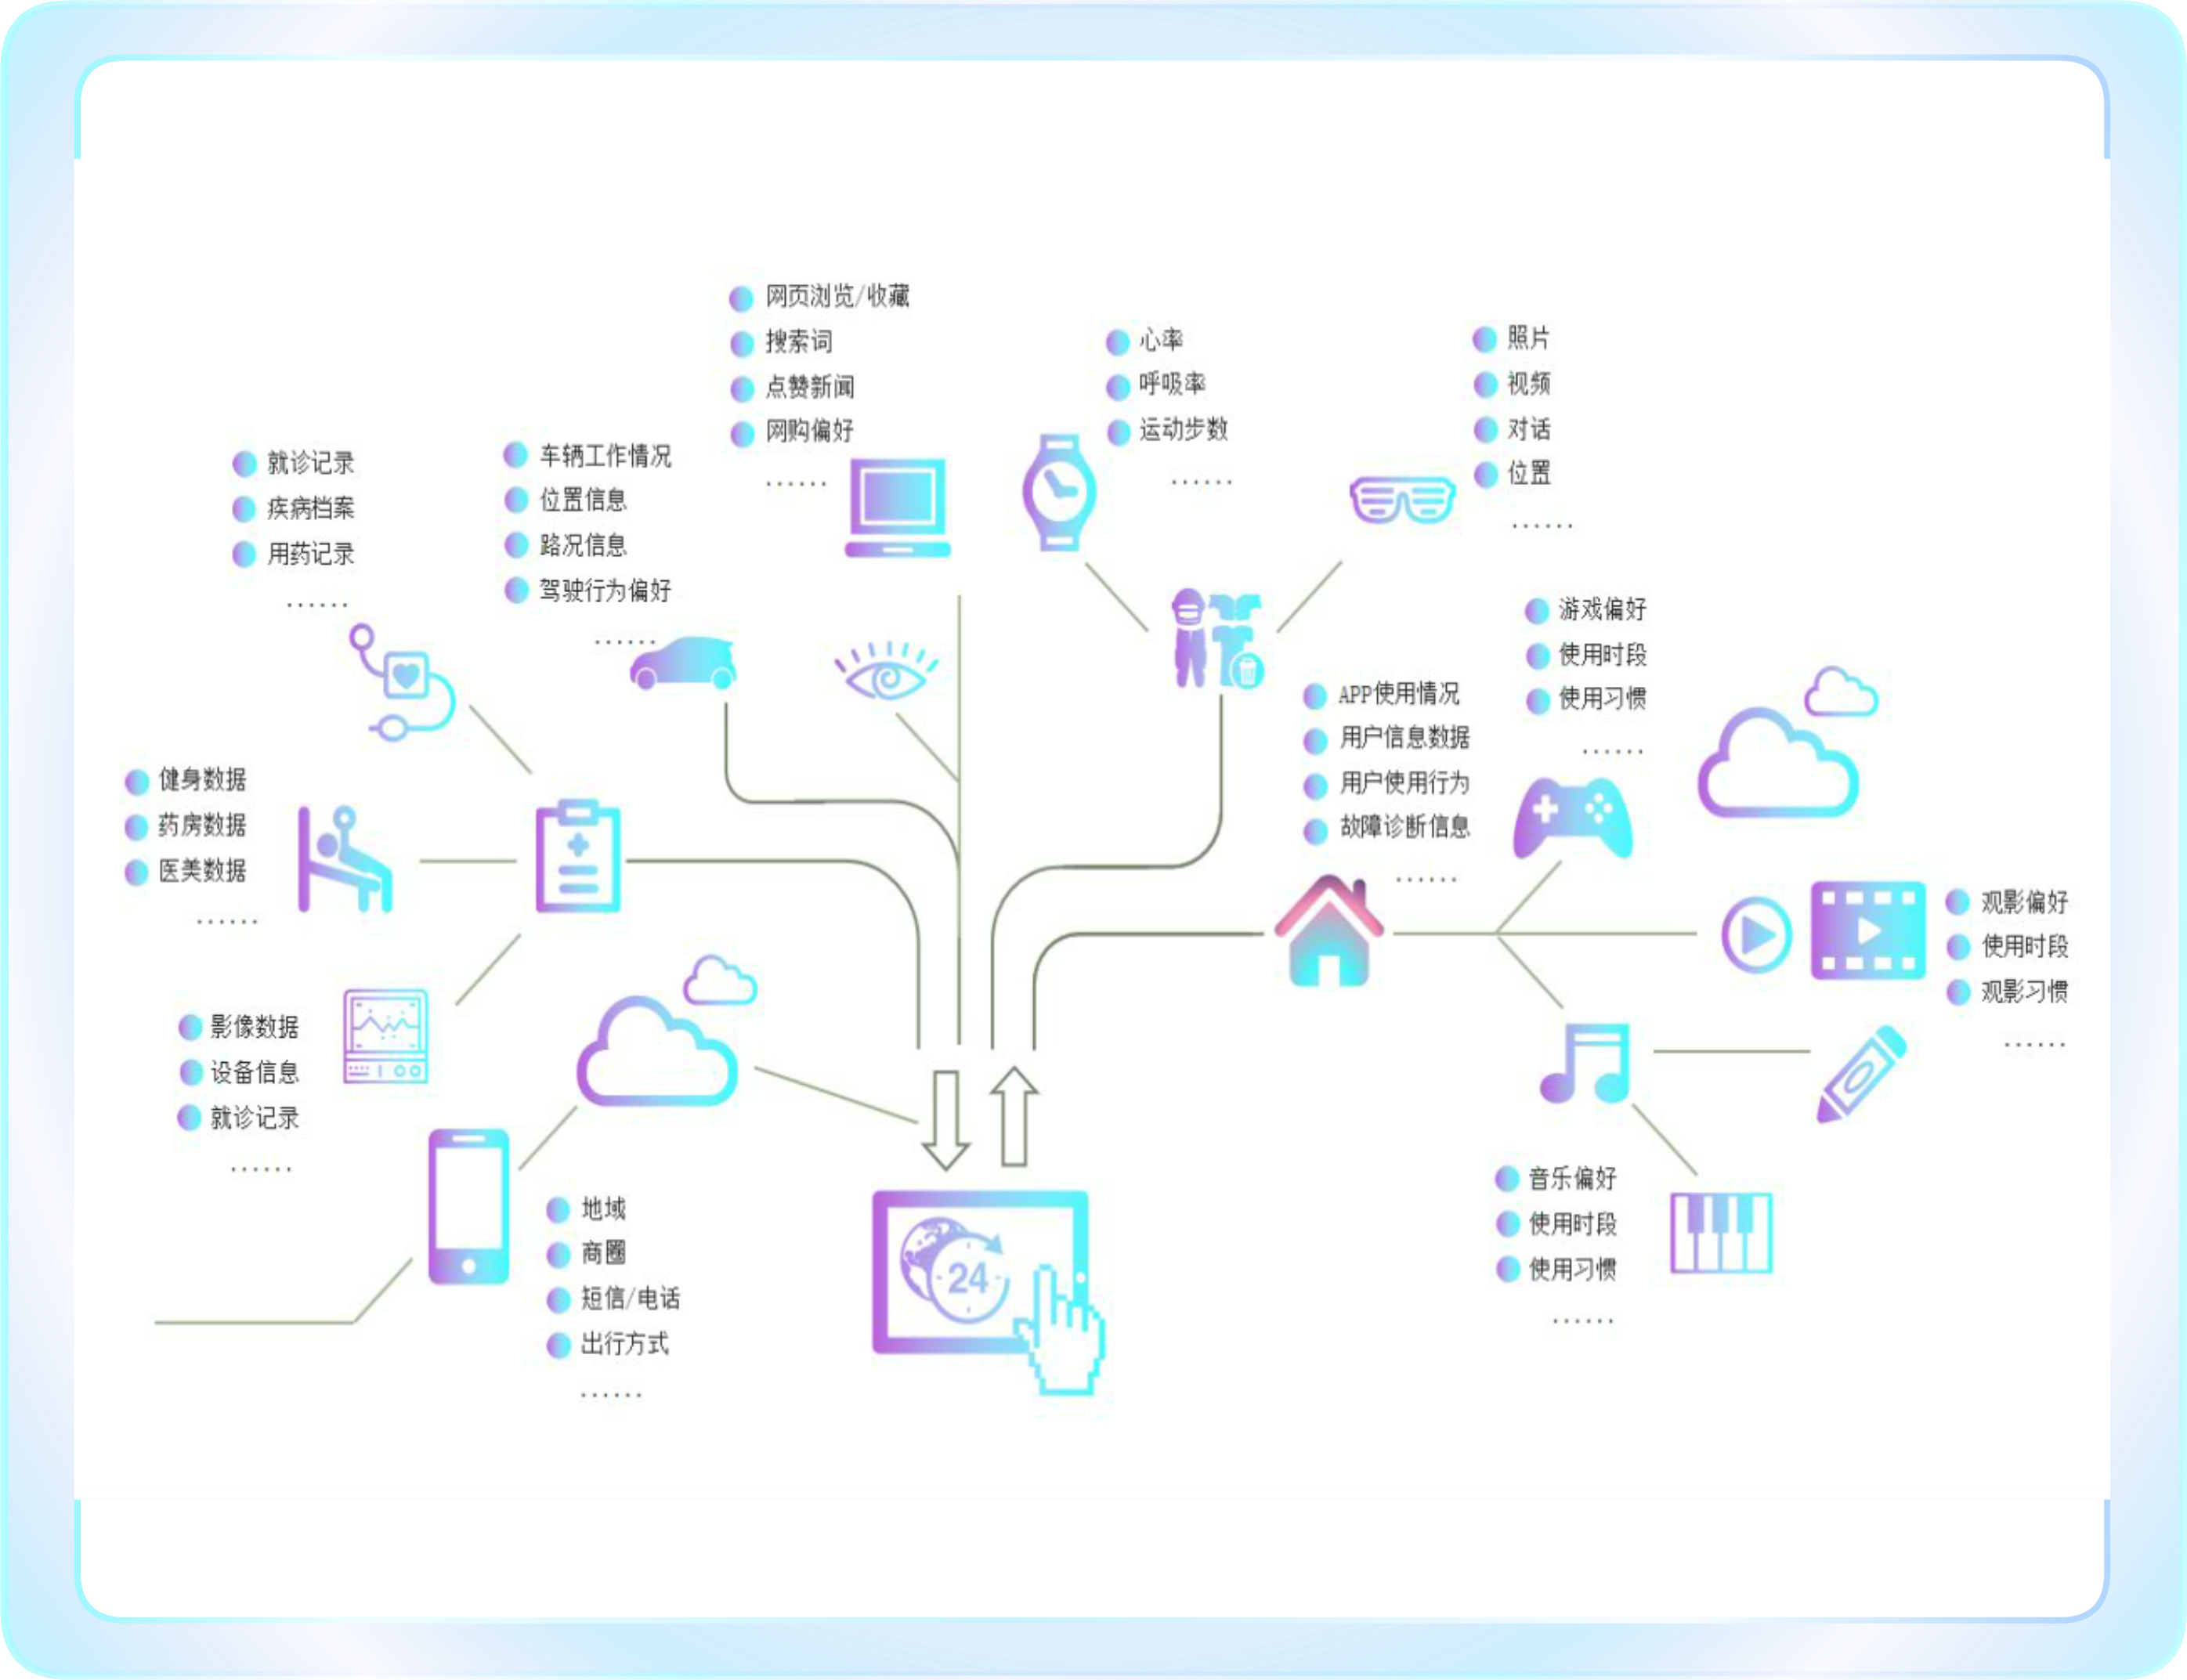 网页浏览/收藏
搜索词
点赞新闻
网购偏好
......
心率
呼吸率
运动步数
......
照片
视频
对话
位置
......
就诊记录
疾病档案
用药记录
......
车辆工作情况
位置信息
路况信息
驾驶行为偏好
......
游戏偏好
使用时段
使用习惯
......
APP使用情况
用户信息数据
用户使用行为
故障诊断信息
......
健身数据
药房数据
医美数据
......
观影偏好
使用时段
观影习惯
......
影像数据
设备信息
就诊记录
......
地域
商圈
短信/电话
出行方式
......
24
音乐偏好
使用时段
使用习惯
......